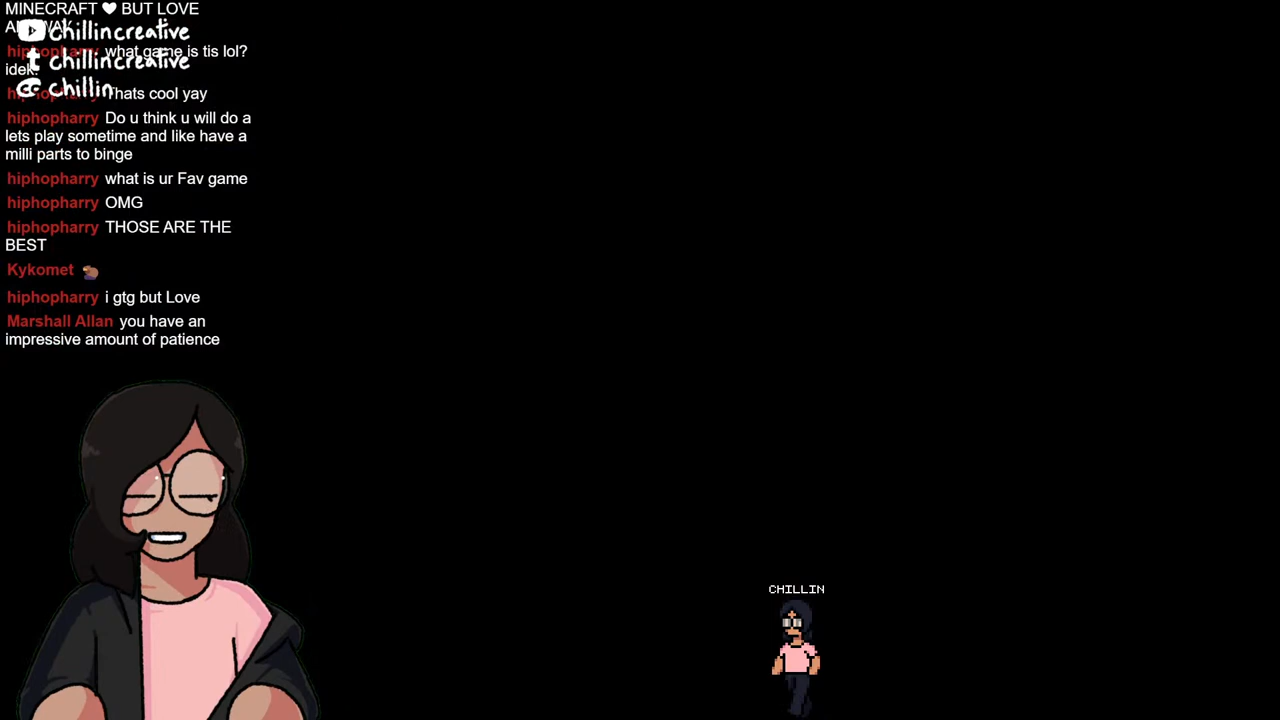 MINECRAFT ❤ BUT LOVE
chillincreative
hiphopharry what game is tis lol?
idek.
chillincreative
chillin
Thats cool yay
hiphopharry Do u think u will do a
lets play sometime and like have a
milli parts to binge
hiphopharry what is ur Fav game
hiphopharry OMG
hiphopharry THOSE ARE THE
BEST
Kykomet
hiphopharry i gtg but Love
Marshall Allan you have an
impressive amount of patience
CHILLIN